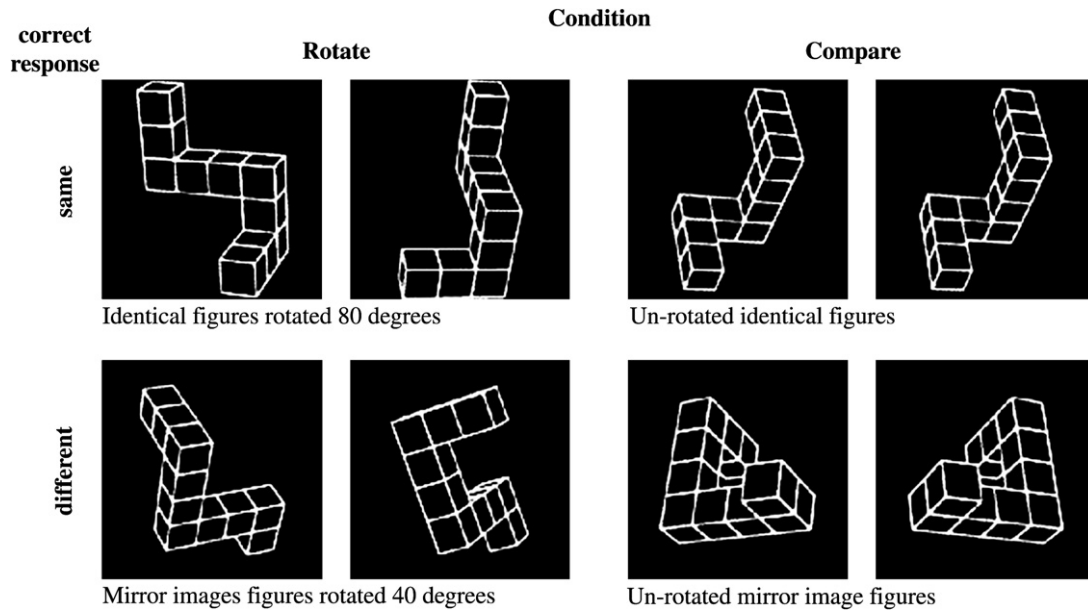 Condition
correct
response
Rotate
Compare
same
Identical figures rotated 80 degrees
Un-rotated identical figures
different
Mirror images figures rotated 40 degrees
Un-rotated mirror image figures